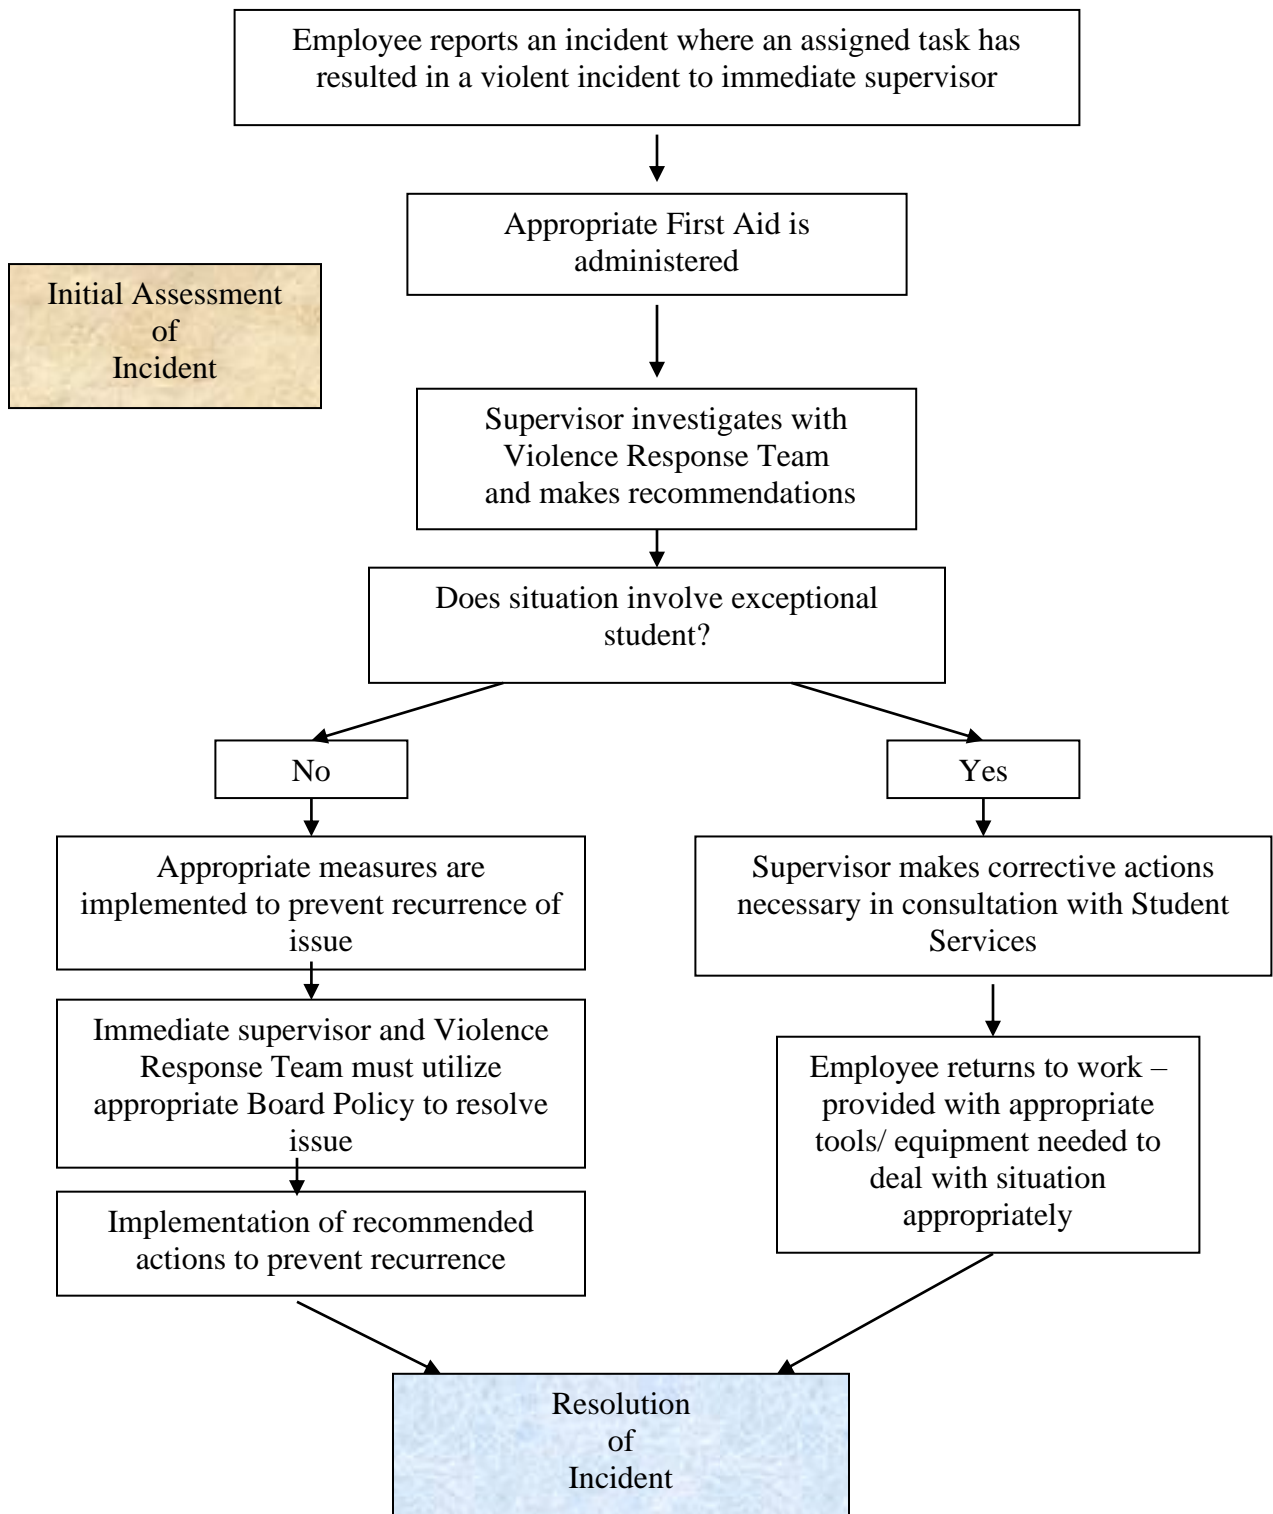 Employee reports an incident where an assigned task has
resulted in a violent incident to immediate supervisor
Appropriate First Aid is
administered
Initial Assessment
of
Incident
Supervisor investigates with
Violence Response Team
and makes recommendations
Does situation involve exceptional
student?
No
Yes
Appropriate measures are
implemented to prevent recurrence of
issue
Supervisor makes corrective actions
necessary in consultation with Student
Services
Immediate supervisor and Violence
Response Team must utilize
appropriate Board Policy to resolve
issue
Employee returns to work –
provided with appropriate
tools/ equipment needed to
deal with situation
appropriately
Implementation of recommended
actions to prevent recurrence
Resolution
of
Incident